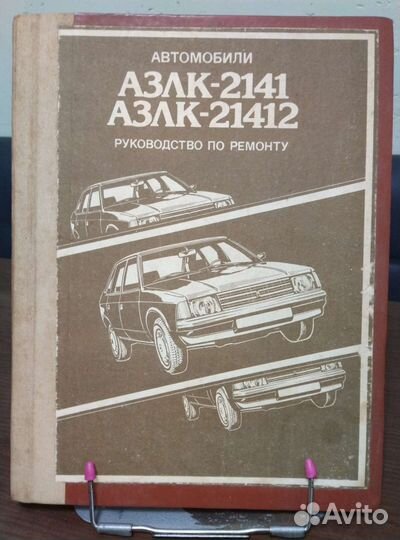 АВТОМОБИЛИ
АЗЛК-2141
АЗЛК-21412
РУКОВОДСТВО ПО РЕМОНТУ
Avito